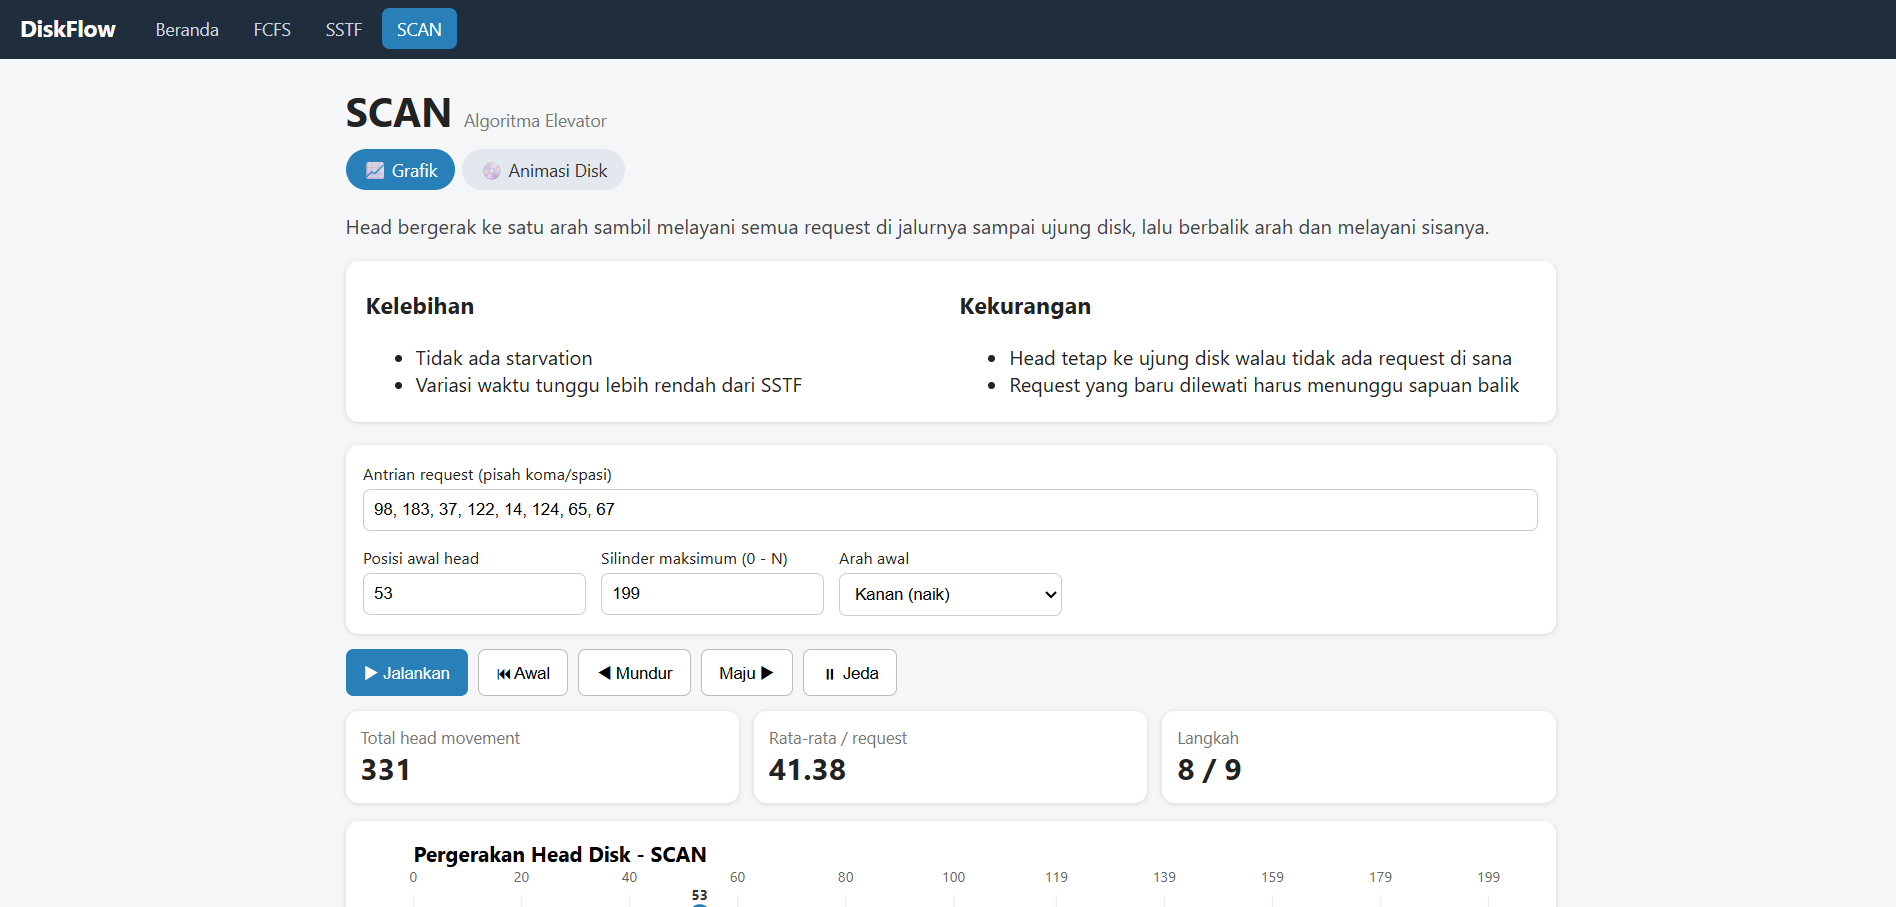 DiskFlow Beranda FCFS SSTF SCAN
SCAN Algoritma Elevator
Grafik Animasi Disk
Head bergerak ke satu arah sambil melayani semua request di jalurnya sampai ujung disk, lalu berbalik arah dan melayani sisanya.
Kelebihan
Tidak ada starvation
Variasi waktu tunggu lebih rendah dari SSTF
Kekurangan
Head tetap ke ujung disk walau tidak ada request di sana
Request yang baru dilewati harus menunggu sapuan balik
Antrian request (pisah koma/spasi)
98, 183, 37, 122, 14, 124, 65, 67
Posisi awal head
53
Silinder maksimum (0 - N)
199
Arah awal
Kanan (naik)
▶ Jalankan ⏮ Awal ◀ Mundur Maju ▶ ⏸ Jeda
Total head movement
331
Rata-rata / request
41.38
Langkah
8 / 9
Pergerakan Head Disk - SCAN
0 20 40 60 80 100 119 139 159 179 199
53